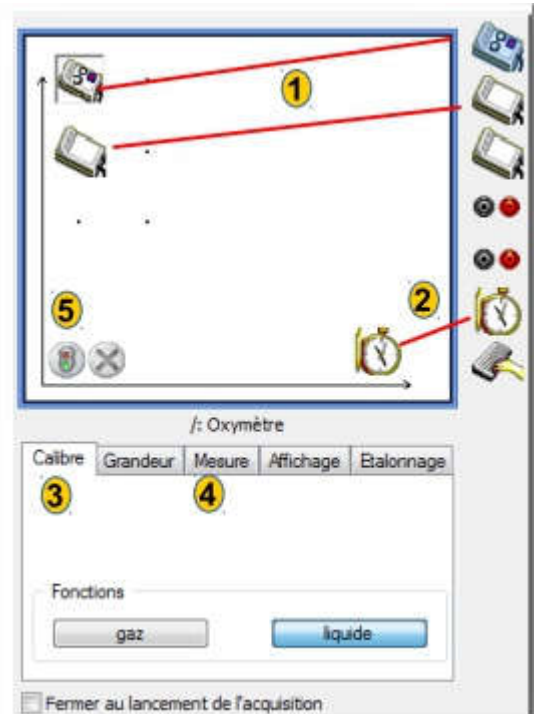 1
2
5
/: Oxymètre
Calibre Grandeur Mesure Affichage Etalonnage
3 4
Fonctions
gaz liquide
Fermer au lancement de l'acquisition